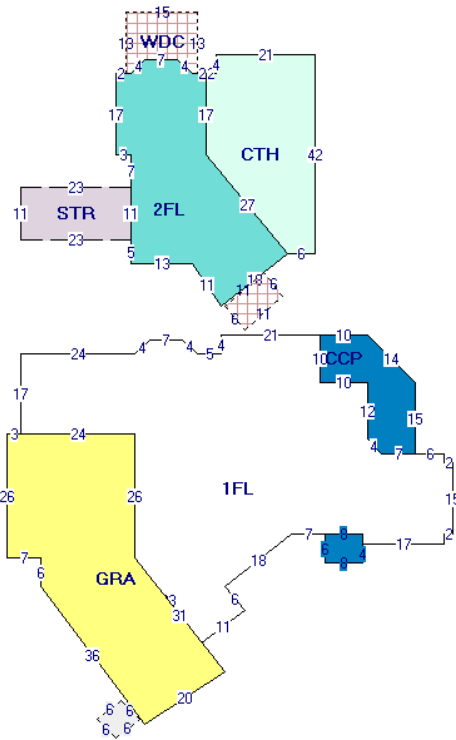 15
13 WDC 13
7
2 4 4 2 2 4 21
17 17
CTH 42
3
7
23
11 STR 11 2FL 27
23
5
13 18 6
11 11 6
6 11
7 21 10
24 4 4 5 4 10 CCP 14
10
17 12 15
3 24 4 7 6
2
26 26 1FL 15
7 8 2
6 4 17
7 18 8
6 GRA
3 6
31 11
36
20
6 6
6 6